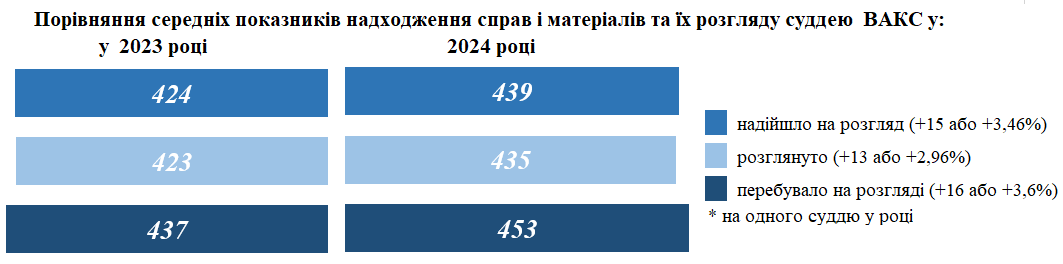 Порівняння середніх показників надходження справ і матеріалів та їх розгляду суддею ВАКС у:
у 2023 році 2024 році
424 439
надійшло на розгляд (+15 або +3,46%)
423 435
розглянуто (+13 або +2,96%)
перебувало на розгляді (+16 або +3,6%)
437 453
* на одного суддю у році